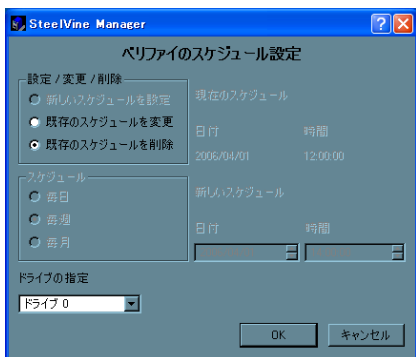 SteelVine Manager
ベリファイのスケジュール設定
設定 / 変更 / 削除
新しいスケジュールを設定
既存のスケジュールを変更
既存のスケジュールを削除
現在のスケジュール
日付 時間
2006/04/01 12:00:00
スケジュール
毎日
毎週
毎月
新しいスケジュール
日付 時間
ドライブの指定
ドライブ 0
OK キャンセル